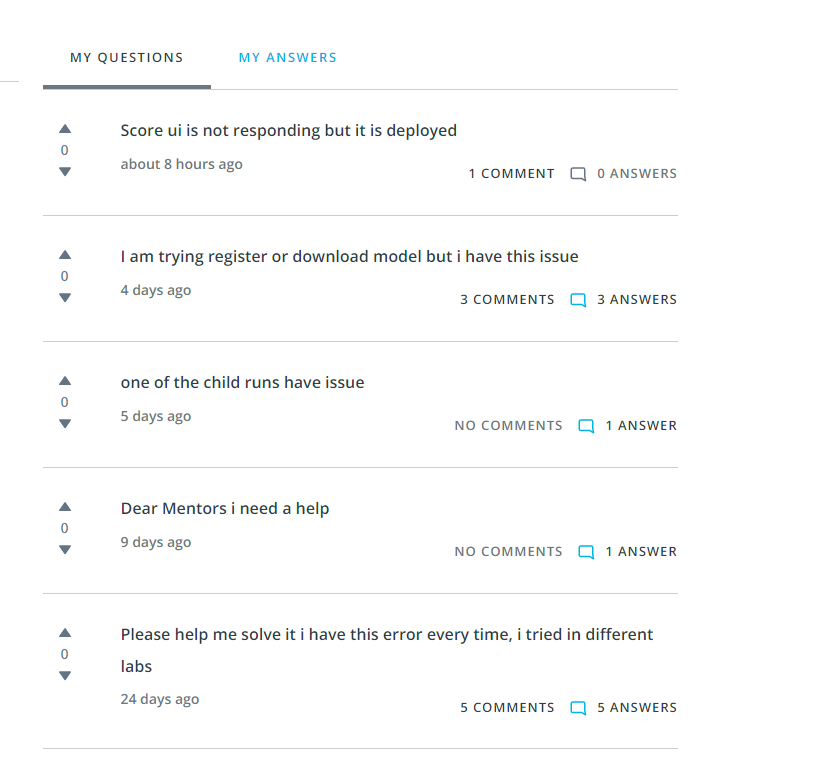 MY QUESTIONS MY ANSWERS
Score ui is not responding but it is deployed
0
about 8 hours ago
1 COMMENT 0 ANSWERS
I am trying register or download model but i have this issue
0
4 days ago
3 COMMENTS 3 ANSWERS
one of the child runs have issue
0
5 days ago
NO COMMENTS 1 ANSWER
Dear Mentors i need a help
0
9 days ago
NO COMMENTS 1 ANSWER
Please help me solve it i have this error every time, i tried in different
0
labs
24 days ago
5 COMMENTS 5 ANSWERS